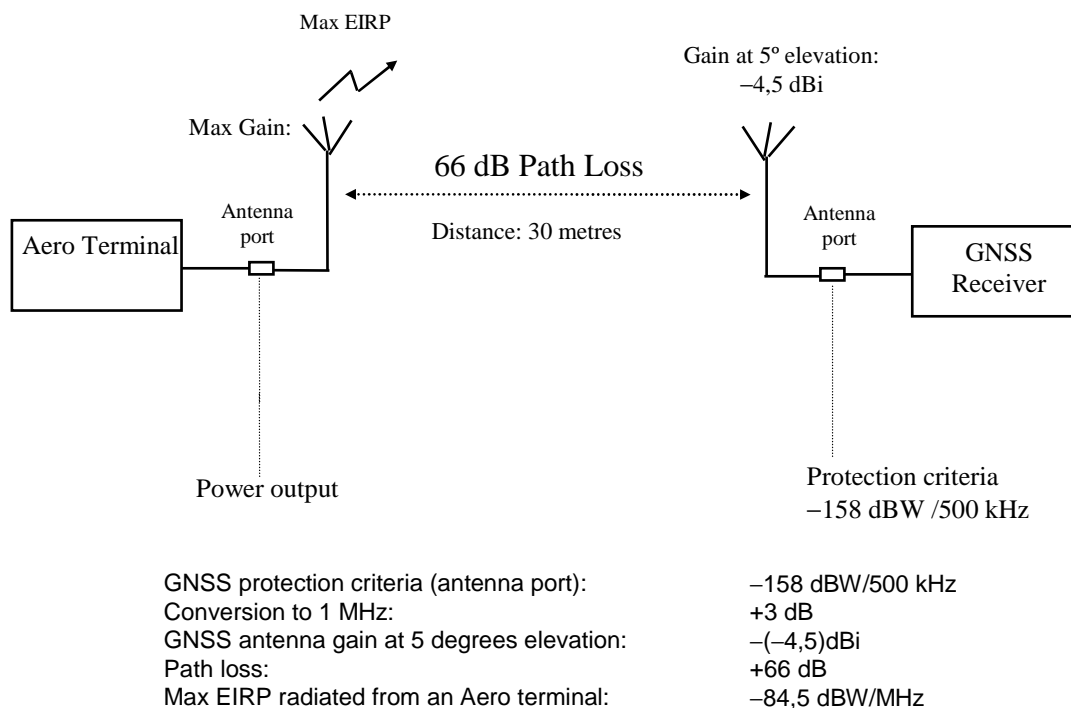 Max EIRP
Gain at 5º elevation:
−4,5 dBi
Max Gain:
66 dB Path Loss
Distance: 30 metres
Antenna
port
Antenna
port
Aero Terminal
GNSS
Receiver
Power output
Protection criteria
−158 dBW /500 kHz
GNSS protection criteria (antenna port): −158 dBW/500 kHz
Conversion to 1 MHz: +3 dB
GNSS antenna gain at 5 degrees elevation: −(−4,5)dBi
Path loss: +66 dB
Max EIRP radiated from an Aero terminal: −84,5 dBW/MHz